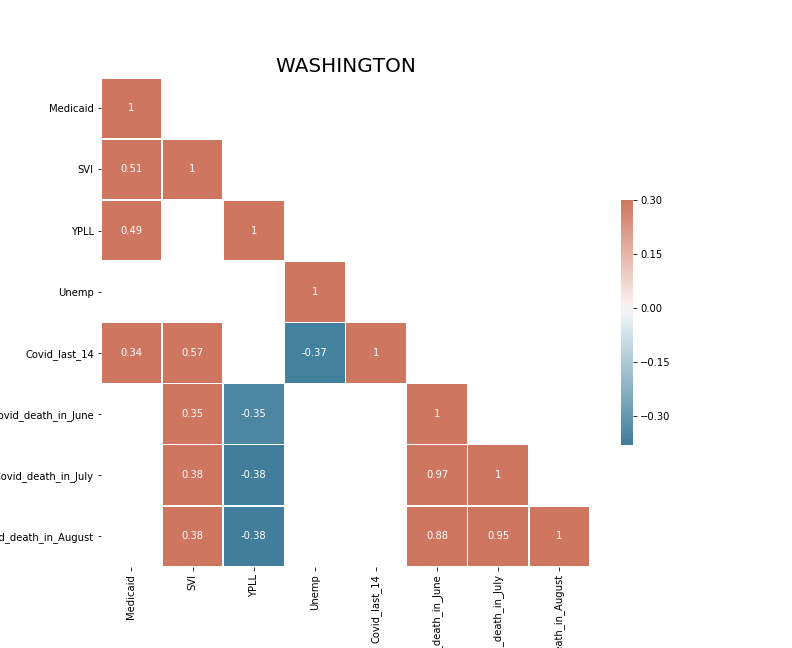 WASHINGTON
Medicaid
1
SVI
0.51 1
YPLL
0.49 1
Unemp
1
Covid_last_14
0.34 0.57 -0.37 1
ovid_death_in_June
0.35 -0.35 1
ovid_death_in_July
0.38 -0.38 0.97 1
d_death_in_August
0.38 -0.38 0.88 0.95 1
Medicaid
SVI
YPLL
Unemp
Covid_last_14
_death_in_June
_death_in_July
eath_in_August
0.30
0.15
0.00
−0.15
−0.30